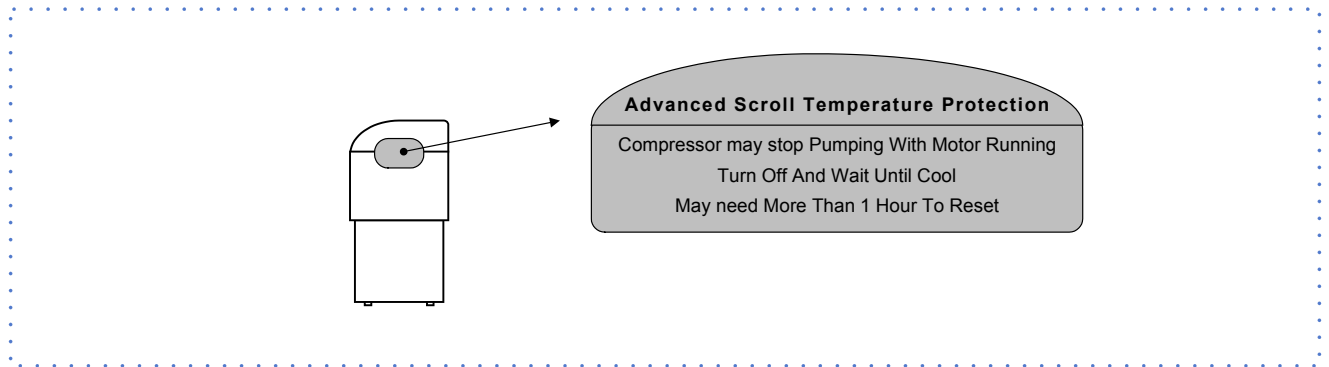 Advanced Scroll Temperature Protection
Compressor may stop Pumping With Motor Running
Turn Off And Wait Until Cool
May need More Than 1 Hour To Reset